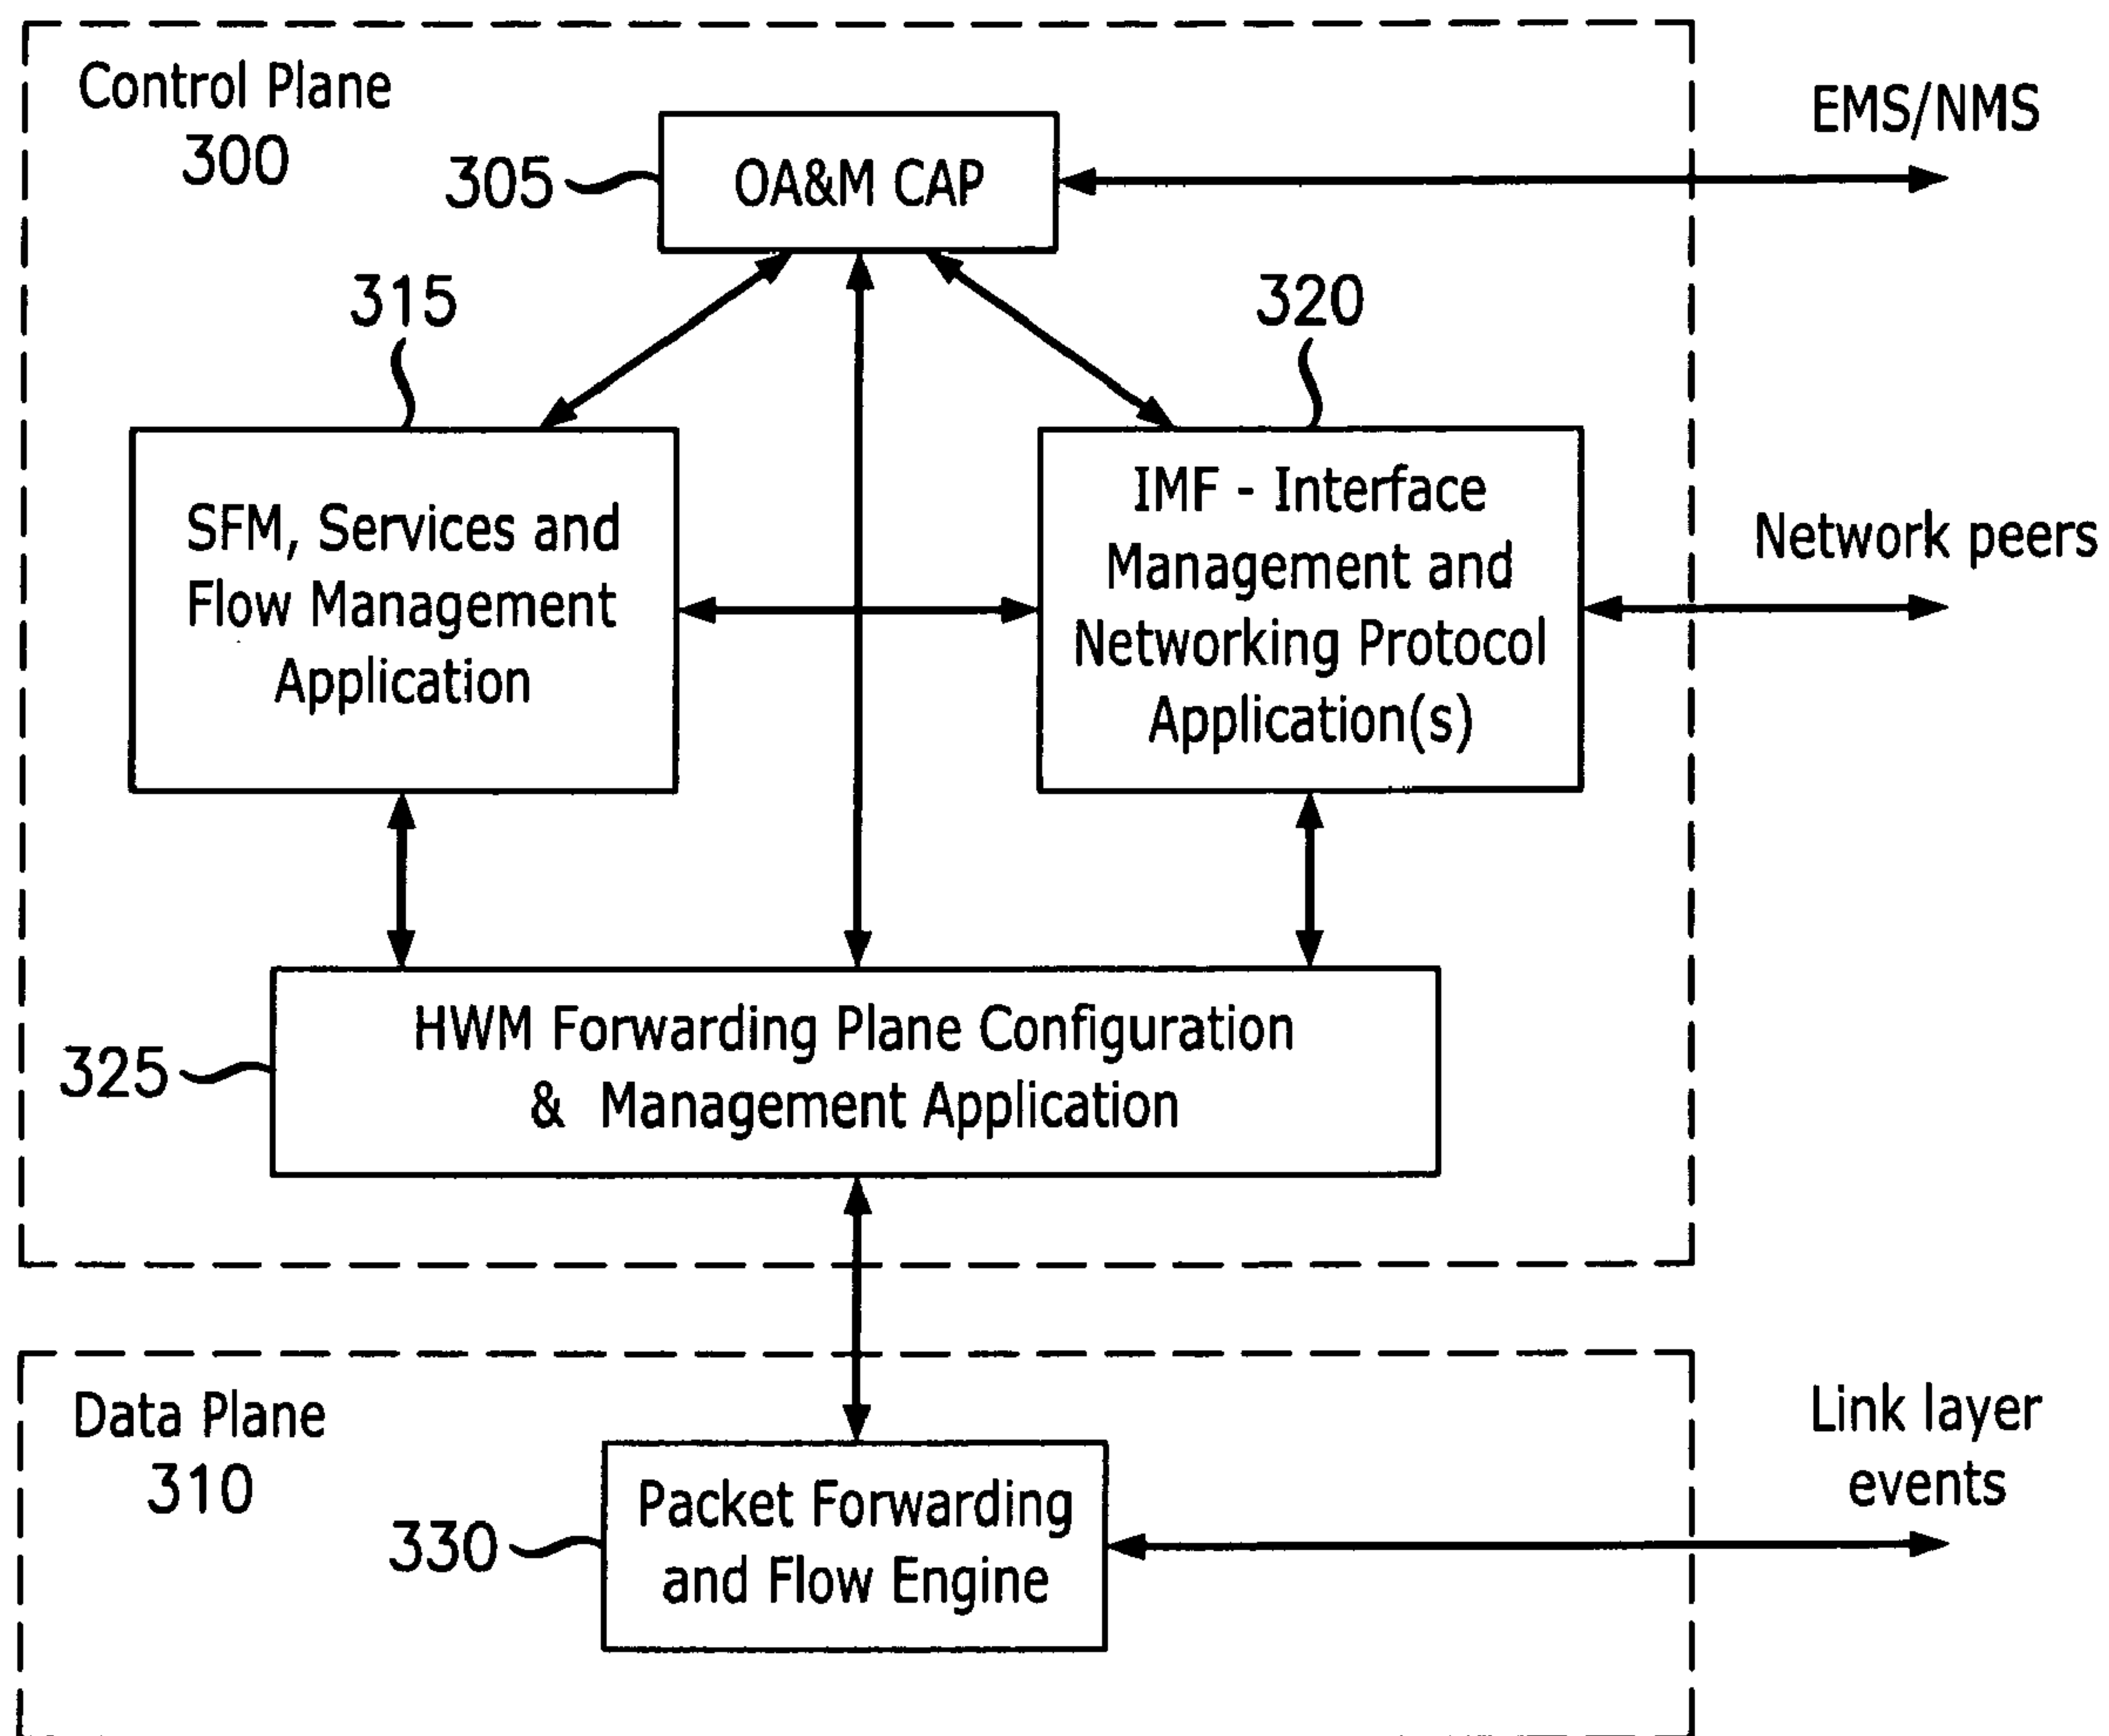 Control Plane
300
EMS/NMS
305
OA&M CAP
315
320
SFM, Services and
Flow Management
Application
IMF - Interface
Management and
Networking Protocol
Application(s)
Network peers
325
HWM Forwarding Plane Configuration
& Management Application
Data Plane
310
Link layer
events
330
Packet Forwarding
and Flow Engine